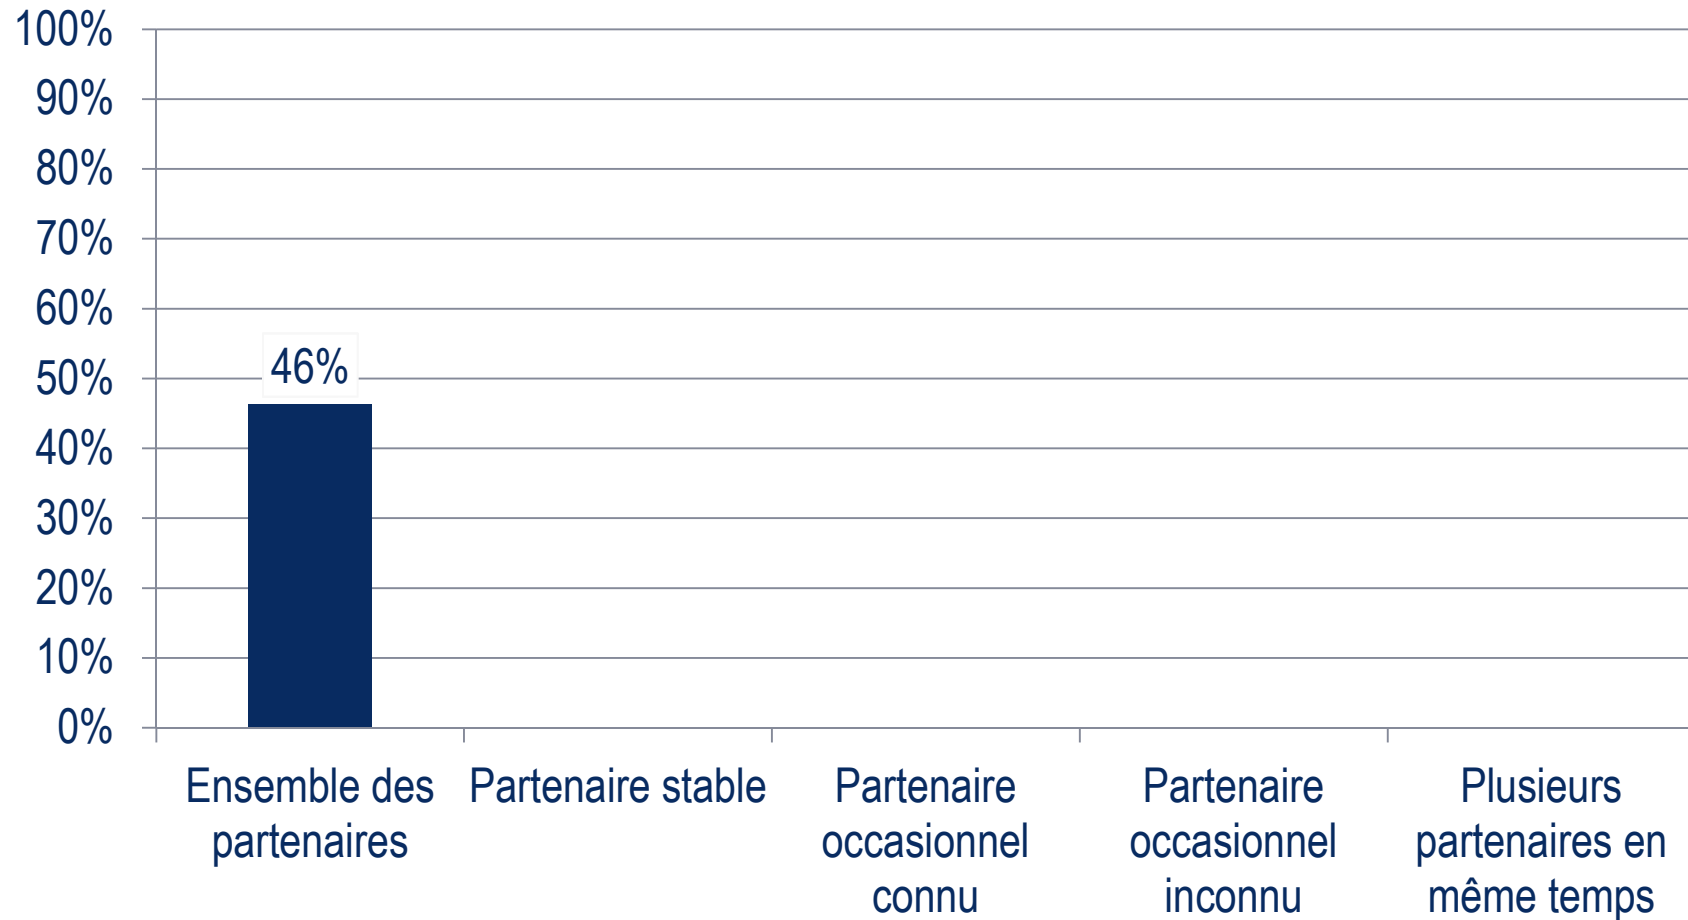 100%
90%
80%
70%
60%
50%
40%
30%
20%
10%
0%
46%
Ensemble des
partenaires
Partenaire stable
Partenaire
occasionnel
connu
Partenaire
occasionnel
inconnu
Plusieurs
partenaires en
même temps